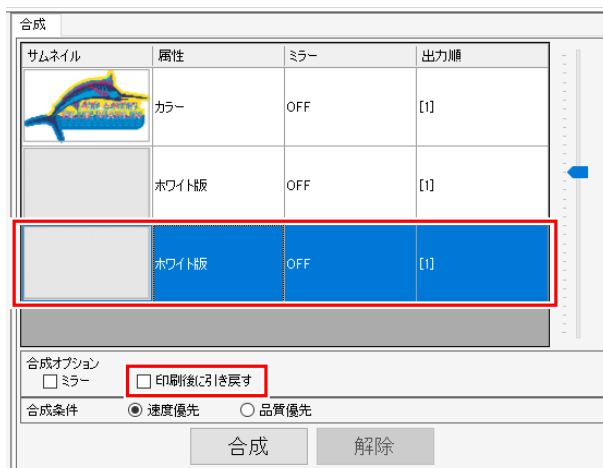 合成
サムネイル 属性 ミラー 出力順
カラー OFF [1]
ホワイト版 OFF [1]
ホワイト版 OFF [1]
合成オプション
ミラー 印刷後に引き戻す
合成条件 速度優先 品質優先
合成 解除